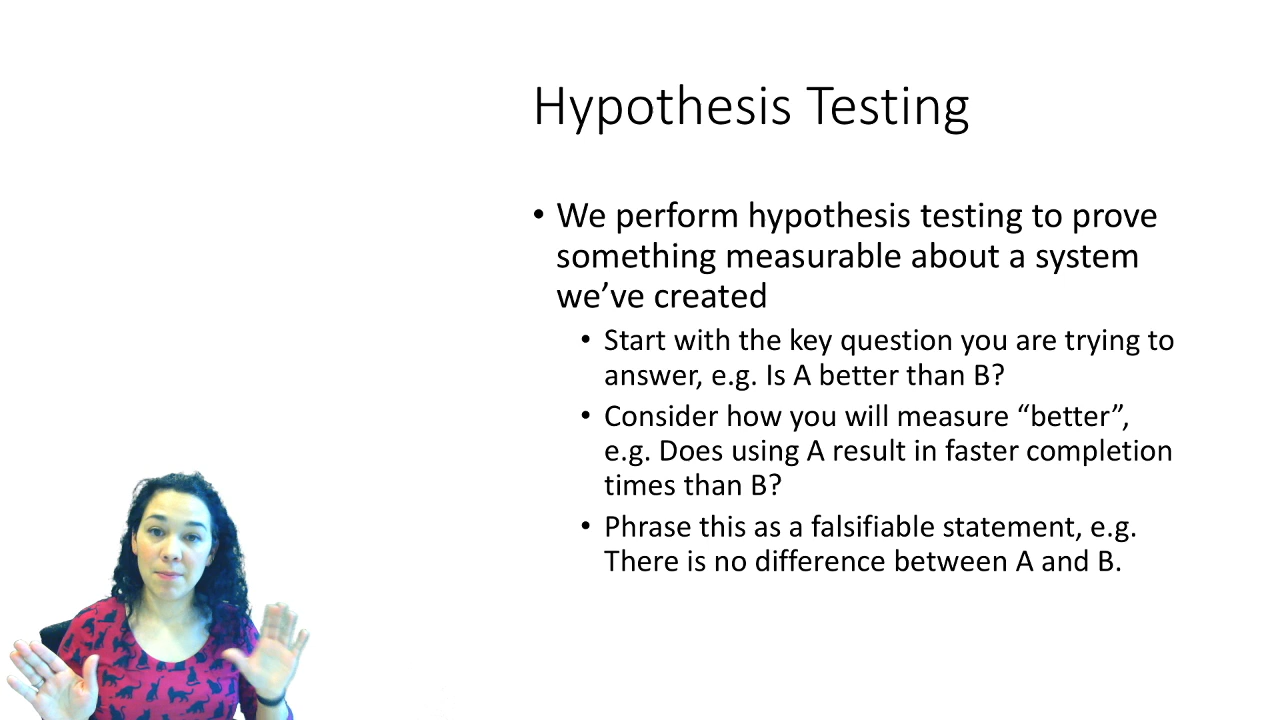 Hypothesis Testing
• We perform hypothesis testing to prove
something measurable about a system
we’ve created
• Start with the key question you are trying to
answer, e.g. Is A better than B?
• Consider how you will measure “better”,
e.g. Does using A result in faster completion
times than B?
• Phrase this as a falsifiable statement, e.g.
There is no difference between A and B.